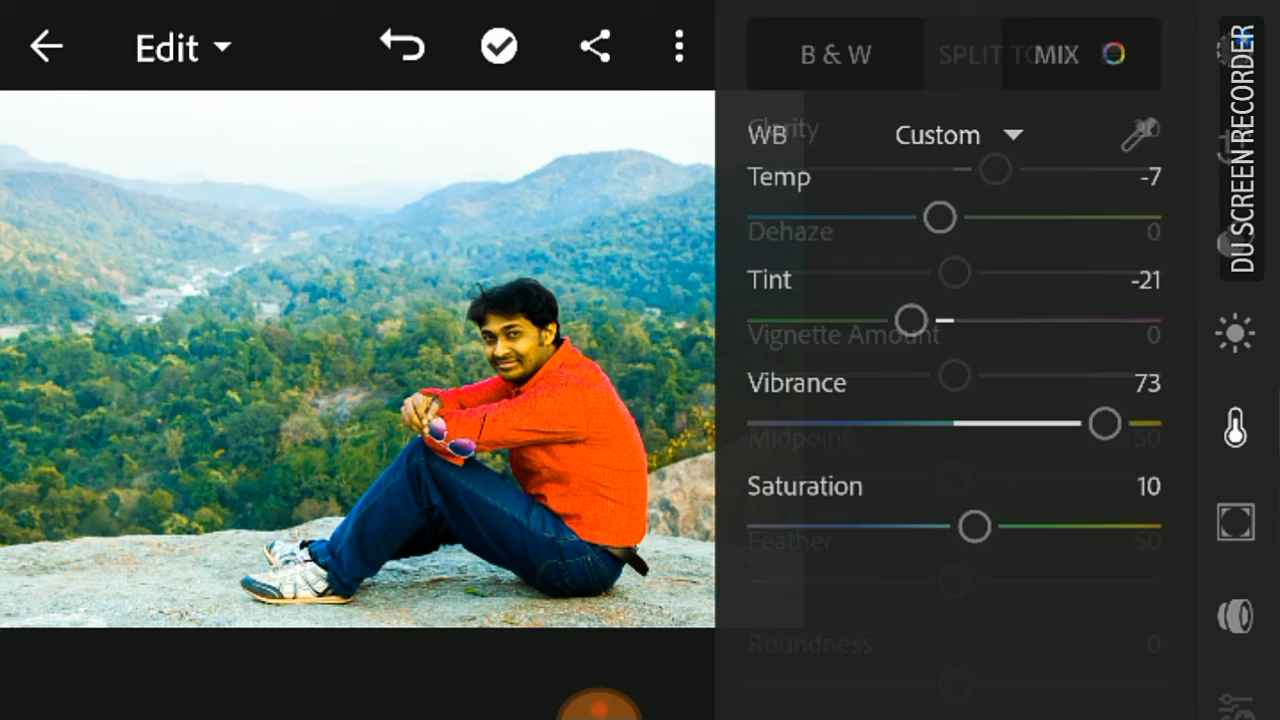 Edit
B & W
SPLIT TO
MIX
Clarity
WB
Custom
Temp
-7
Dehaze
0
Tint
-21
Vignette Amount
0
Vibrance
73
Midpoint
50
Saturation
10
Feather
50
Roundness
0
DU SCREEN RECORDER